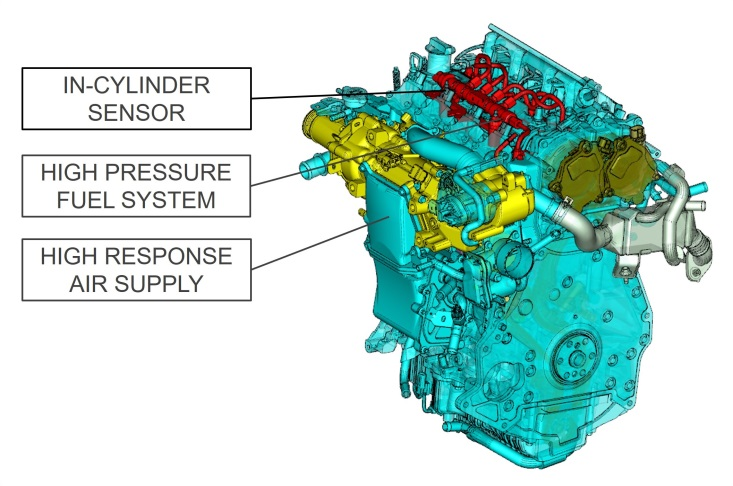 IN-CYLINDER
SENSOR
HIGH PRESSURE
FUEL SYSTEM
HIGH RESPONSE
AIR SUPPLY